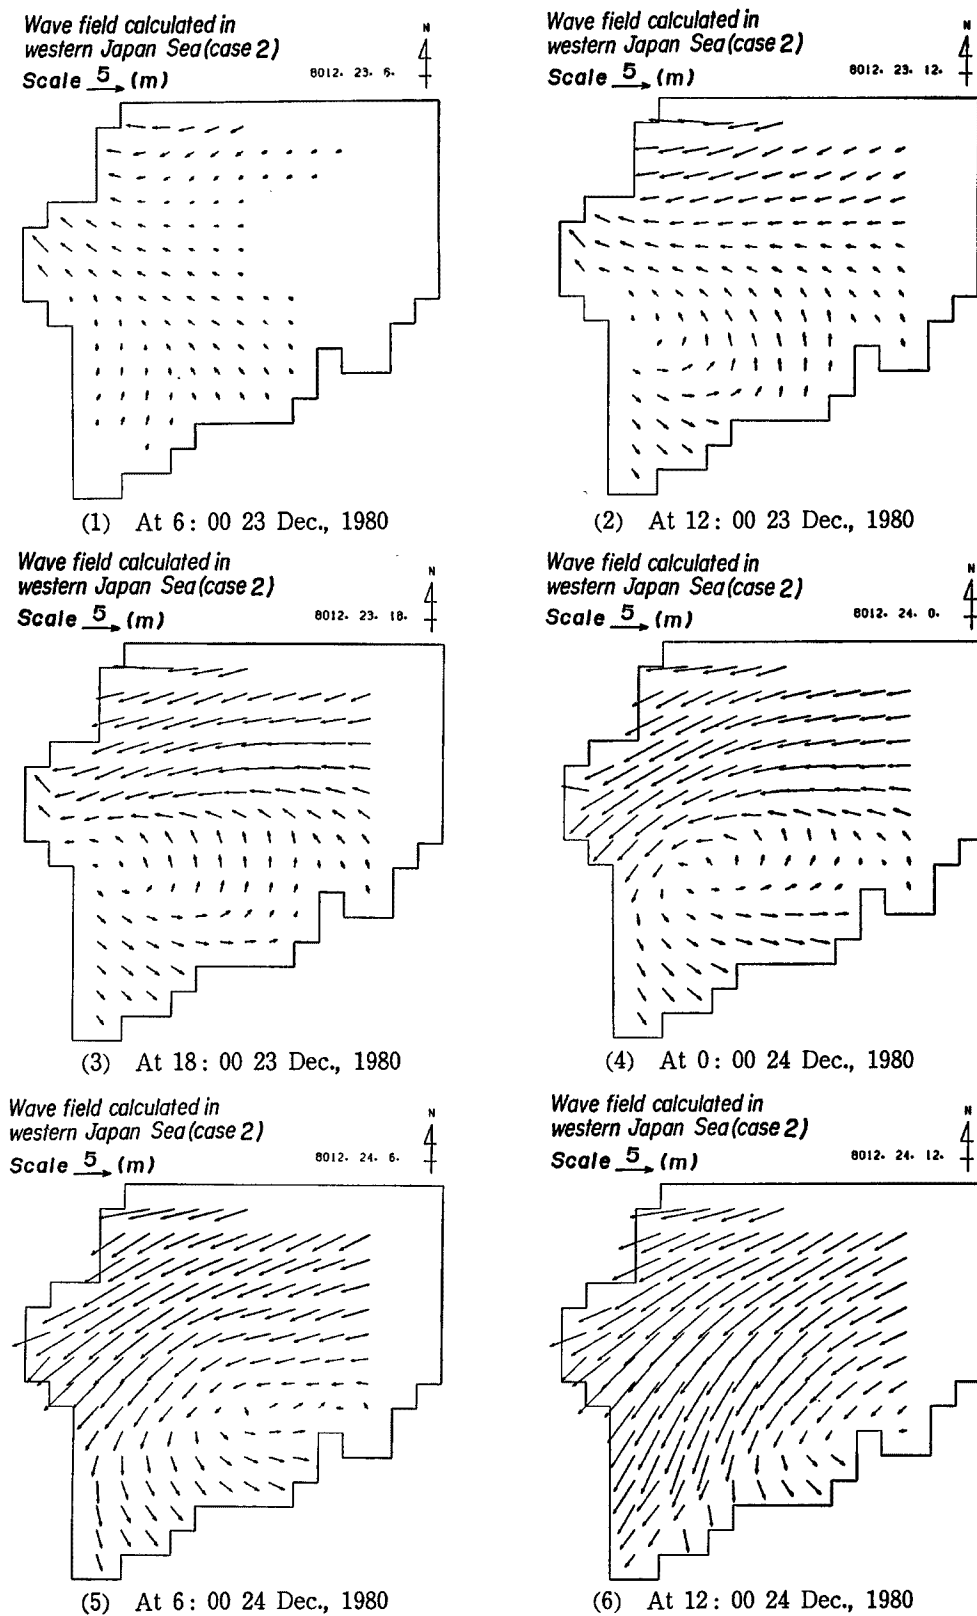 Wave field calculated in
western Japan Sea (case 2)
Scale 5 (m)
8012. 23. 6.
N
(1) At 6: 00 23 Dec., 1980
Wave field calculated in
western Japan Sea (case 2)
Scale 5 (m)
8012. 23. 12.
N
(2) At 12: 00 23 Dec., 1980
Wave field calculated in
western Japan Sea (case 2)
Scale 5 (m)
8012. 23. 18.
N
(3) At 18: 00 23 Dec., 1980
Wave field calculated in
western Japan Sea (case 2)
Scale 5 (m)
8012. 24. 0.
N
(4) At 0: 00 24 Dec., 1980
Wave field calculated in
western Japan Sea (case 2)
Scale 5 (m)
8012. 24. 6.
N
(5) At 6: 00 24 Dec., 1980
Wave field calculated in
western Japan Sea (case 2)
Scale 5 (m)
8012. 24. 12.
N
(6) At 12: 00 24 Dec., 1980